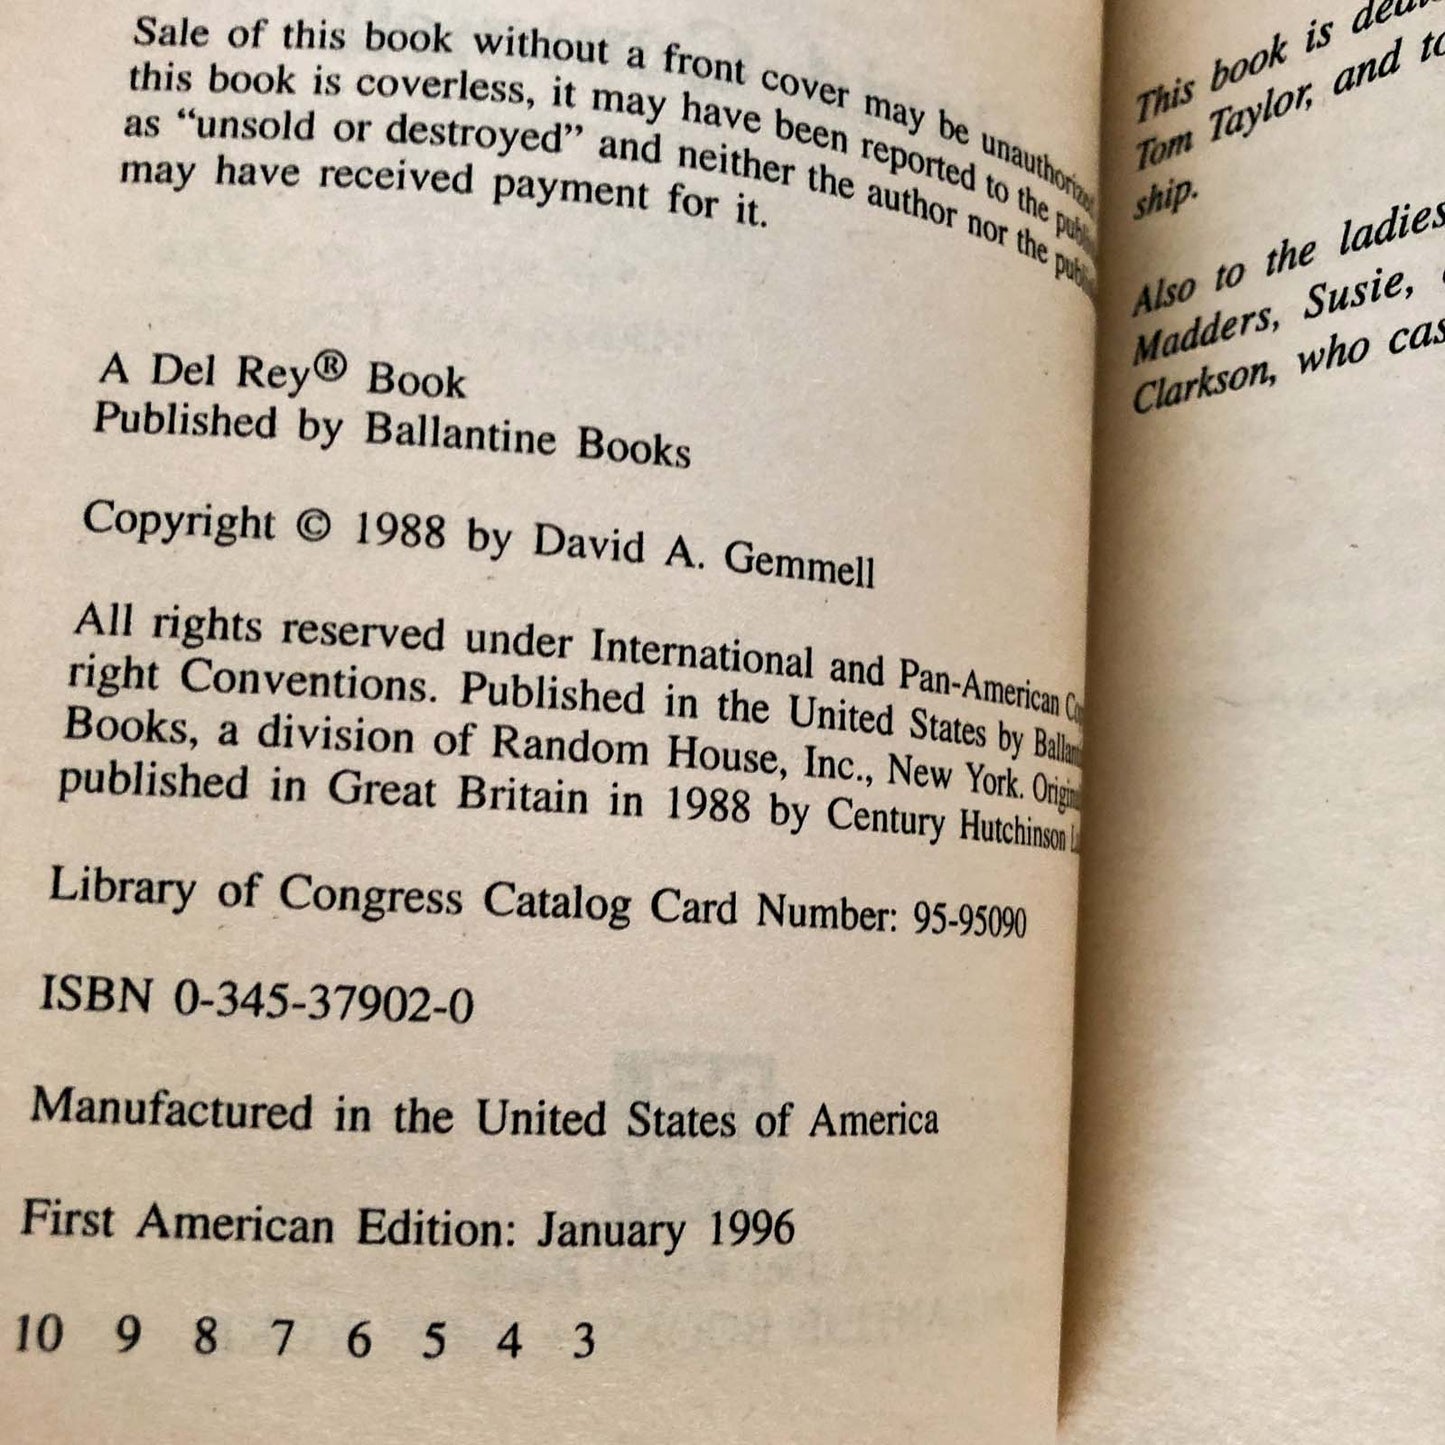 Sale of this book without a front cover may be unauthorized
this book is coverless, it may have been reported to the
as “unsold or destroyed” and neither the author nor the
may have received payment for it.
A Del Rey® Book
Published by Ballantine Books
Copyright © 1988 by David A. Gemmell
All rights reserved under International and Pan-American
right Conventions. Published in the United States by
Books, a division of Random House, Inc., New York.
published in Great Britain in 1988 by Century Hutchinson
Library of Congress Catalog Card Number: 95-95090
ISBN 0-345-37902-0
Manufactured in the United States of America
First American Edition: January 1996
10 9 8 7 6 5 4 3
This book is
Tom Taylor, and
ship.
Also to the ladies
Madders, Susie,
Clarkson, who